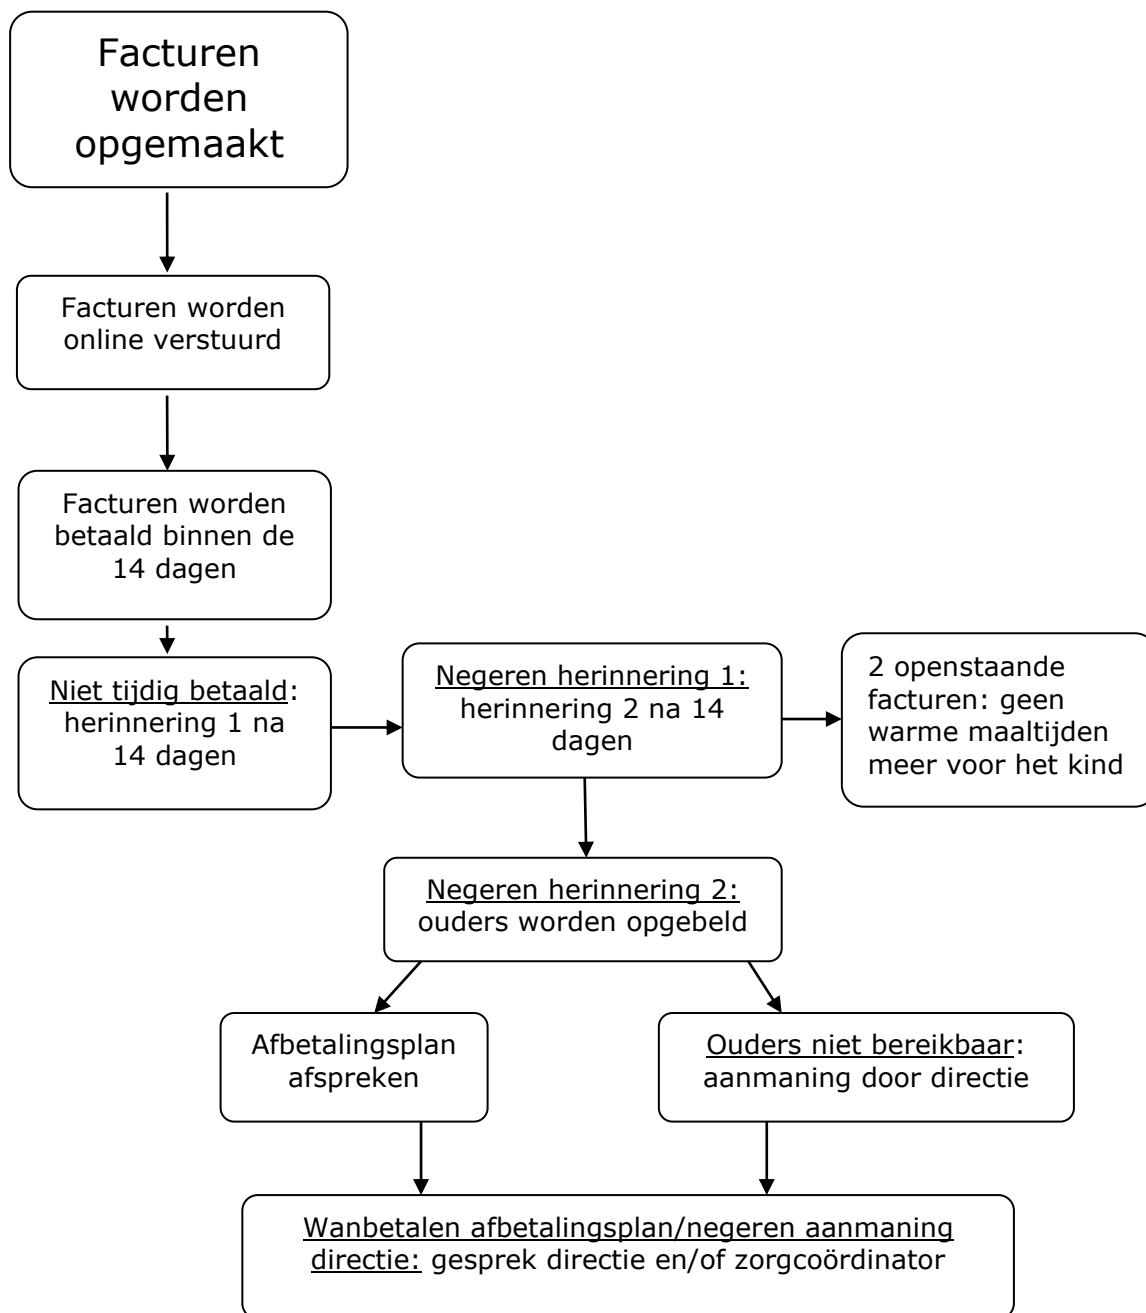 Facturen
worden
opgemaakt
Facturen worden
online verstuurd
Facturen worden
betaald binnen de
14 dagen
Niet tijdig betaald:
herinnering 1 na
14 dagen
Negeren herinnering 1:
herinnering 2 na 14
dagen
2 openstaande
facturen: geen
warme maaltijden
meer voor het kind
Negeren herinnering 2:
ouders worden opgebeld
Afbetalingsplan
afspreken
Ouders niet bereikbaar:
aanmaning door directie
Wanbetalen afbetalingsplan/negeren aanmaning
directie: gesprek directie en/of zorgcoördinator